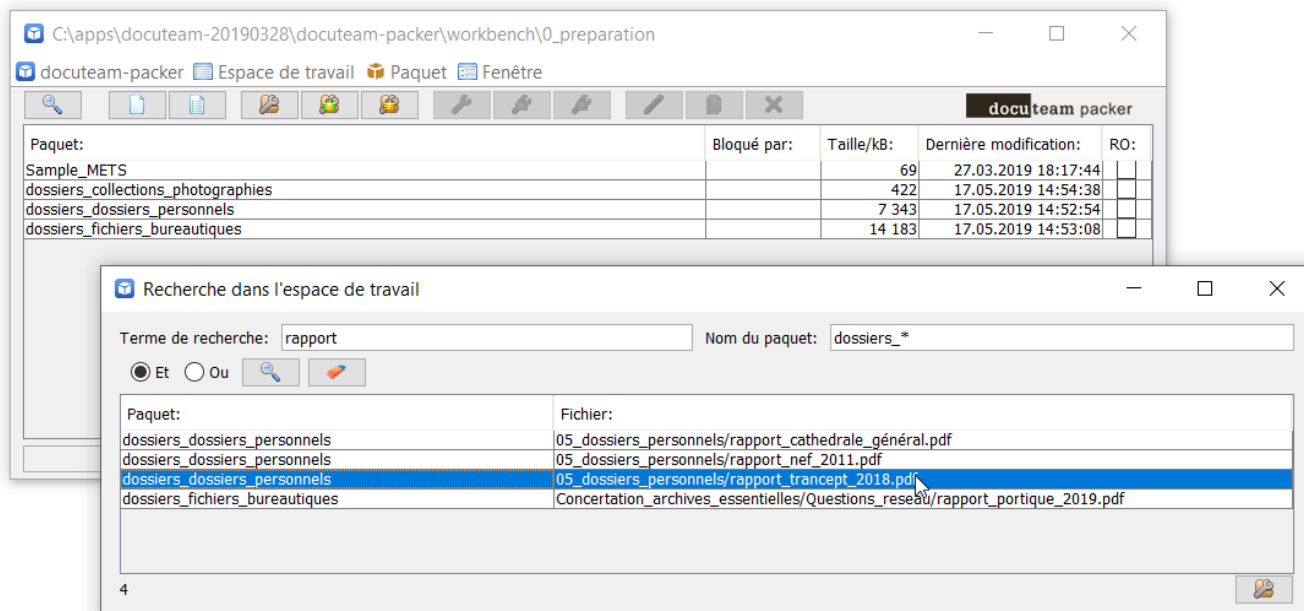 C:\apps\docuteam-20190328\docuteam-packer\workbench\0_preparation
docuteam-packer Espace de travail Paquet Fenêtre
docuteam packer
Paquet: Bloqué par: Taille/kB: Dernière modification: RO:
Sample_METS 69 27.03.2019 18:17:44
dossiers_collections_photographies 422 17.05.2019 14:54:38
dossiers_dossiers_personnels 7 343 17.05.2019 14:52:54
dossiers_fichiers_bureautiques 14 183 17.05.2019 14:53:08
Recherche dans l'espace de travail
Terme de recherche: rapport Nom du paquet: dossiers_*
Et Ou
Paquet: Fichier:
dossiers_dossiers_personnels 05_dossiers_personnels/rapport_cathedrale_général.pdf
dossiers_dossiers_personnels 05_dossiers_personnels/rapport_nef_2011.pdf
dossiers_dossiers_personnels 05_dossiers_personnels/rapport_trancept_2018.pdf
dossiers_fichiers_bureautiques Concertation_archives_essentielles/Questions_reseau/rapport_portique_2019.pdf
4